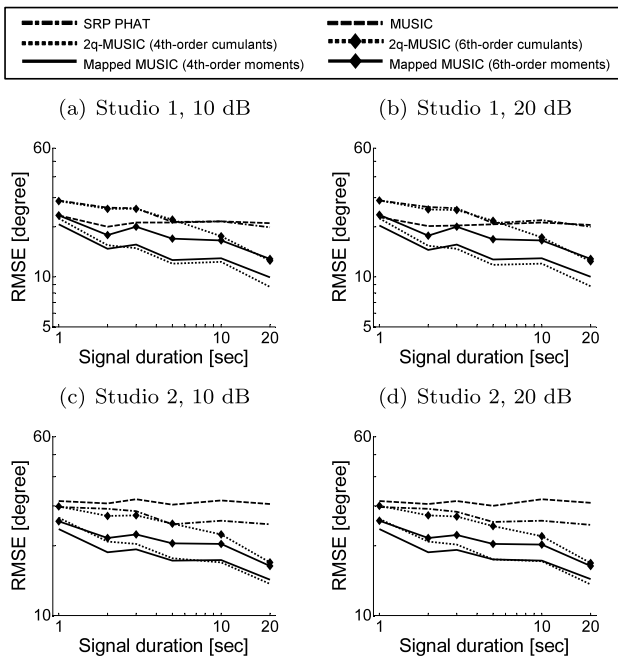 SRP PHAT
MUSIC
2q-MUSIC (4th-order cumulants)
2q-MUSIC (6th-order cumulants)
Mapped MUSIC (4th-order moments)
Mapped MUSIC (6th-order moments)
(a) Studio 1, 10 dB
(b) Studio 1, 20 dB
60
10
5
RMSE [degree]
1
10
20
Signal duration [sec]
60
10
5
RMSE [degree]
1
10
20
Signal duration [sec]
(c) Studio 2, 10 dB
(d) Studio 2, 20 dB
60
10
RMSE [degree]
1
10
20
Signal duration [sec]
60
10
RMSE [degree]
1
10
20
Signal duration [sec]